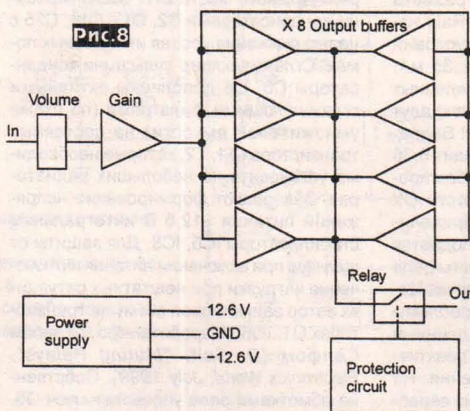 Рис.8
X 8 Output buffers
Volume
Gain
In
Relay
Out
Power
supply
12.6 V
GND
−12.6 V
Protection
circuit